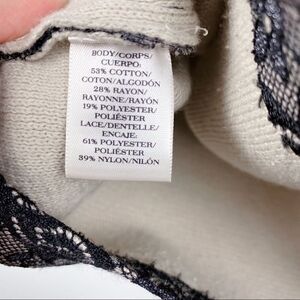 BODY/CORPS/
CUERPO:
53% COTTON/
COTON/ALGODÓN
28% RAYON/
RAYONNE/RAYÓN
19% POLYESTER/
POLIÉSTER
LACE/DENTELLE/
ENCAJE:
61% POLYESTER/
POLIÉSTER
39% NYLON/NILÓN